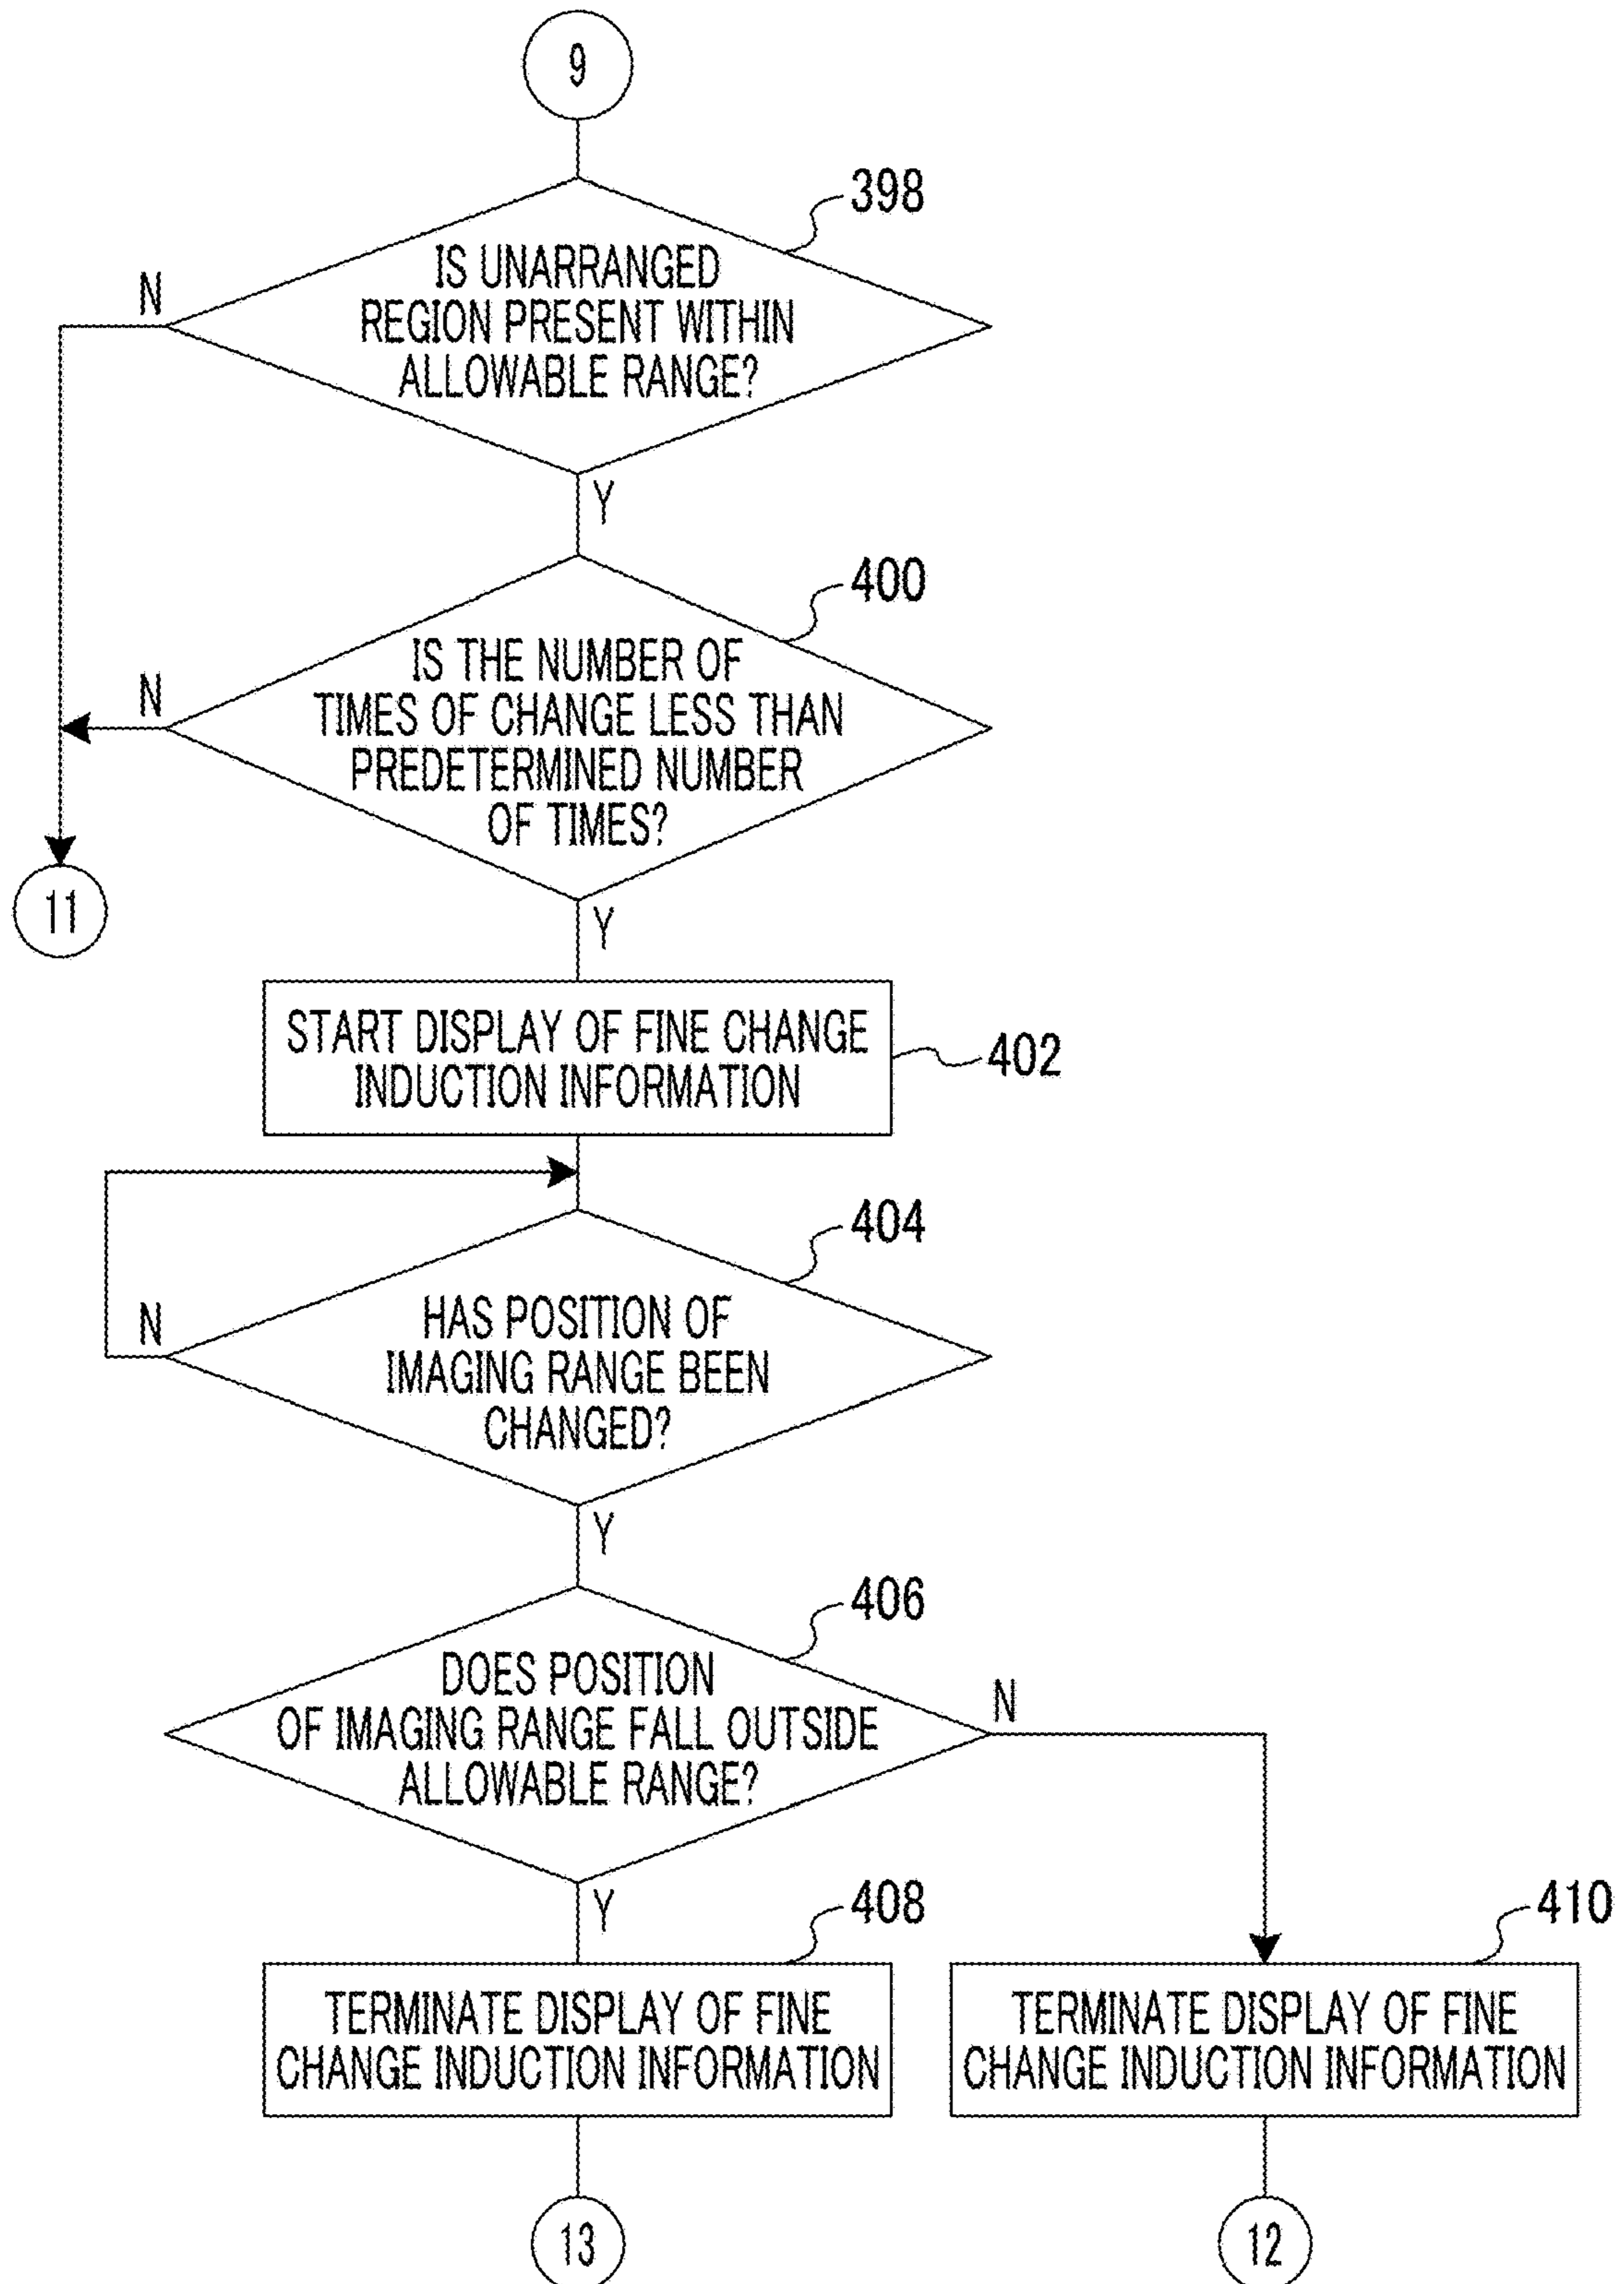 9
398
IS UNARRANGED
REGION PRESENT WITHIN
ALLOWABLE RANGE?
N
Y
400
IS THE NUMBER OF
TIMES OF CHANGE LESS THAN
PREDETERMINED NUMBER
OF TIMES?
N
11
Y
START DISPLAY OF FINE CHANGE
INDUCTION INFORMATION
402
404
HAS POSITION OF
IMAGING RANGE BEEN
CHANGED?
N
Y
406
DOES POSITION
OF IMAGING RANGE FALL OUTSIDE
ALLOWABLE RANGE?
N
Y
408
TERMINATE DISPLAY OF FINE
CHANGE INDUCTION INFORMATION
410
TERMINATE DISPLAY OF FINE
CHANGE INDUCTION INFORMATION
13
12